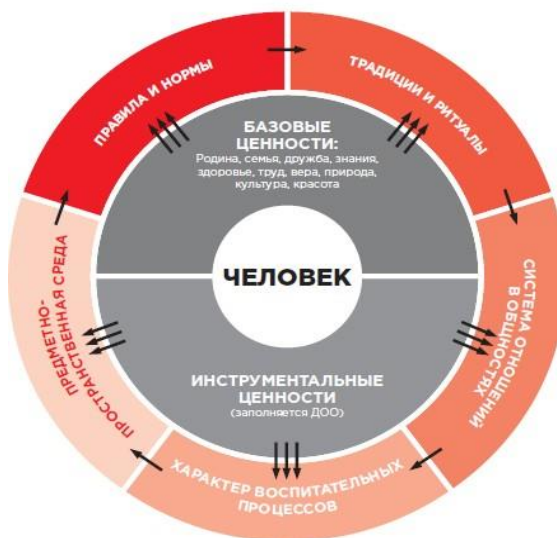 ПРАВИЛА И НОРМЫ
ТРАДИЦИИ И РИТУАЛЫ
БАЗОВЫЕ
ЦЕННОСТИ:
Родина, семья, дружба, знания,
здоровье, труд, вера, природа,
культура, красота
ЧЕЛОВЕК
ПРЕДМЕТНО-
ПРОСТРАНСТВЕННАЯ СРЕДА
СИСТЕМА ОТНОШЕНИЙ
В ОБЩНОСТЯХ
ИНСТРУМЕНТАЛЬНЫЕ
ЦЕННОСТИ
(заполняется ДОО)
ХАРАКТЕР ВОСПИТАТЕЛЬНЫХ
ПРОЦЕССОВ